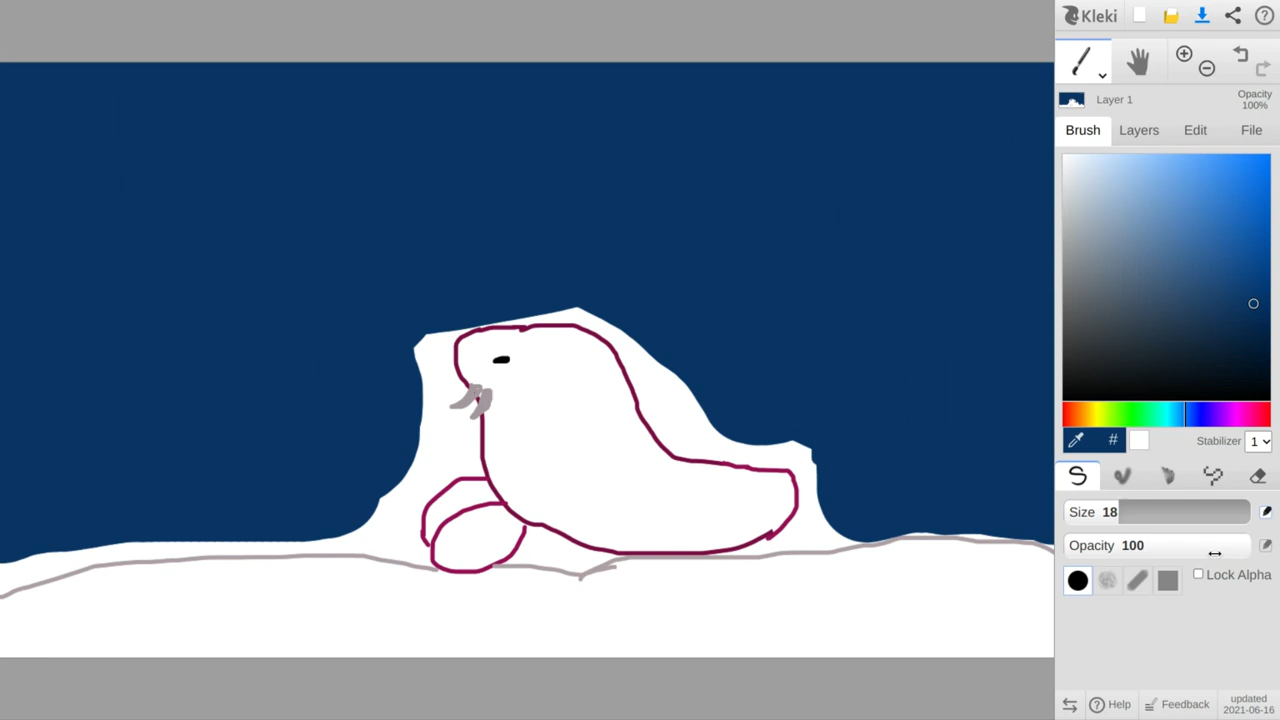 Kleki
Layer 1
Opacity
100%
Brush Layers Edit File
# Stabilizer 1
Size 18
Opacity 100
Lock Alpha
Help Feedback updated
2021-06-16